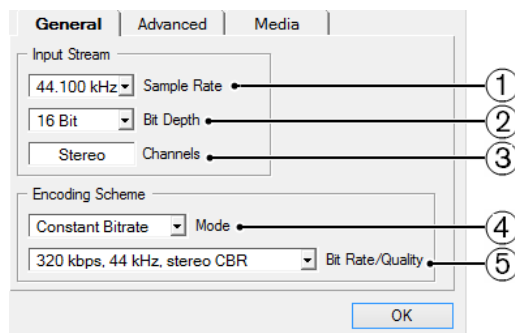 General Advanced Media
Input Stream
44.100 kHz Sample Rate ①
16 Bit Bit Depth ②
Stereo Channels ③
Encoding Scheme
Constant Bitrate Mode ④
320 kbps, 44 kHz, stereo CBR Bit Rate/Quality ⑤
OK